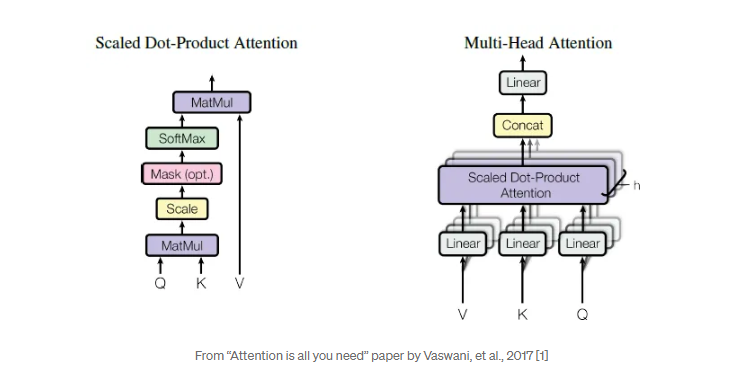 Scaled Dot-Product Attention
MatMul
SoftMax
Mask (opt.)
Scale
MatMul
Q K V
Multi-Head Attention
Linear
Concat
Scaled Dot-Product
Attention
h
Linear Linear Linear
V K Q
From “Attention is all you need” paper by Vaswani, et al., 2017 [1]